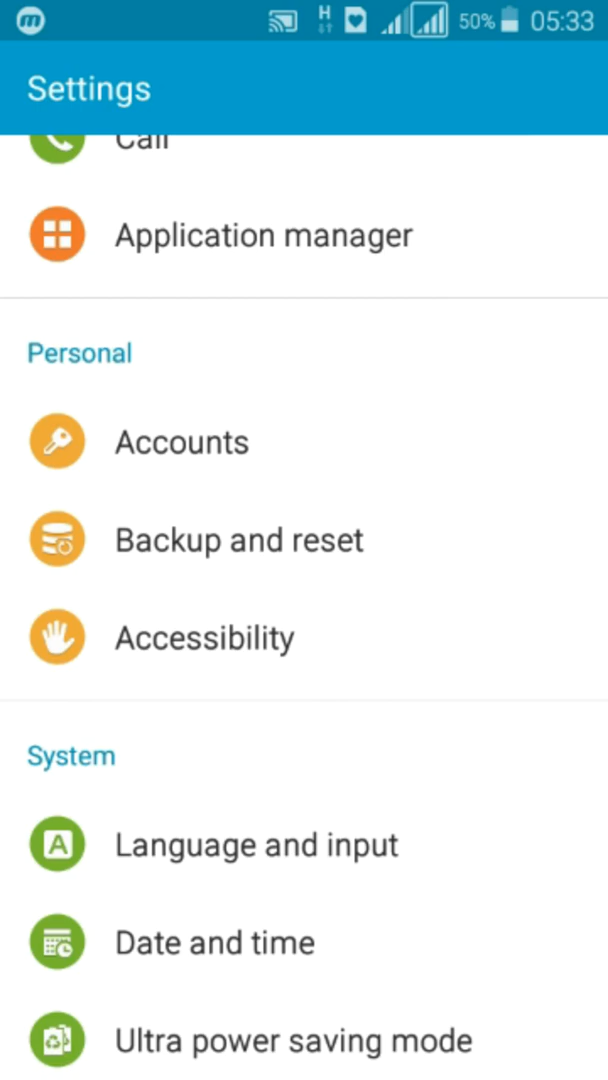 H 50% 05:33
Settings
Call
Application manager
Personal
Accounts
Backup and reset
Accessibility
System
A Language and input
Date and time
Ultra power saving mode